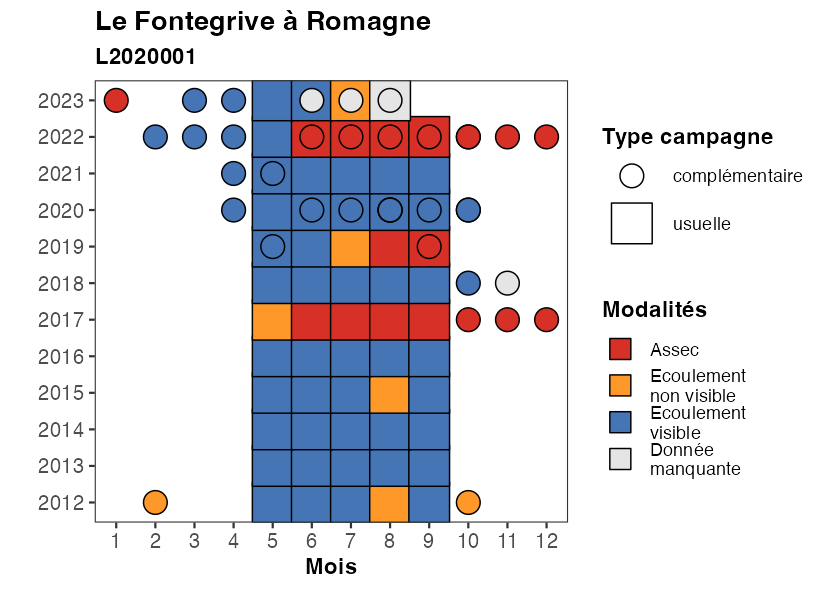 Le Fontegrive à Romagne
L2020001
2023
2022
2021
2020
2019
2018
2017
2016
2015
2014
2013
2012
1 2 3 4 5 6 7 8 9 10 11 12
Mois
Type campagne
complémentaire
usuelle
Modalités
Assec
Ecoulement
non visible
Ecoulement
visible
Donnée
manquante